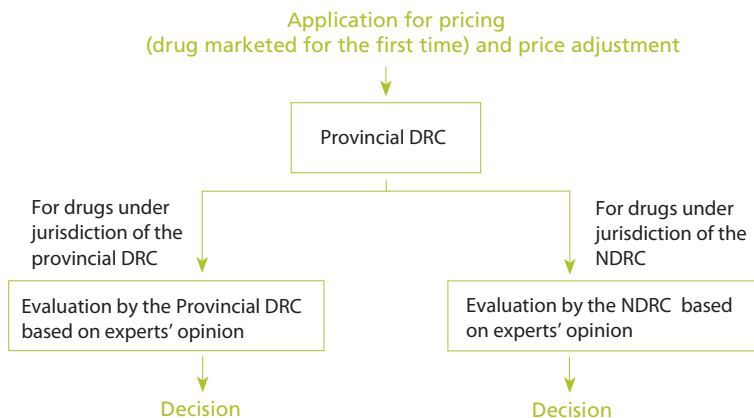 Application for pricing
(drug marketed for the first time) and price adjustment
Provincial DRC
For drugs under
jurisdiction of the
provincial DRC
For drugs under
jurisdiction of the
NDRC
Evaluation by the Provincial DRC
based on experts’ opinion
Evaluation by the NDRC based
on experts’ opinion
Decision
Decision